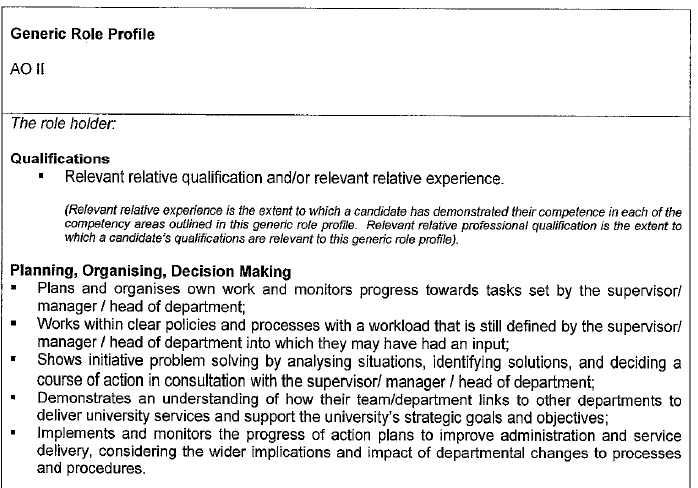 Generic Role Profile
AO II
The role holder:
Qualifications
▪ Relevant relative qualification and/or relevant relative experience.
(Relevant relative experience is the extent to which a candidate has demonstrated their competence in each of the
competency areas outlined in this generic role profile. Relevant relative professional qualification is the extent to
which a candidate's qualifications are relevant to this generic role profile).
Planning, Organising, Decision Making
▪ Plans and organises own work and monitors progress towards tasks set by the supervisor/
manager / head of department;
▪ Works within clear policies and processes with a workload that is still defined by the supervisor/
manager / head of department into which they may have had an input;
▪ Shows initiative problem solving by analysing situations, identifying solutions, and deciding a
course of action in consultation with the supervisor/ manager / head of department;
▪ Demonstrates an understanding of how their team/department links to other departments to
deliver university services and support the university's strategic goals and objectives;
▪ Implements and monitors the progress of action plans to improve administration and service
delivery, considering the wider implications and impact of departmental changes to processes
and procedures.